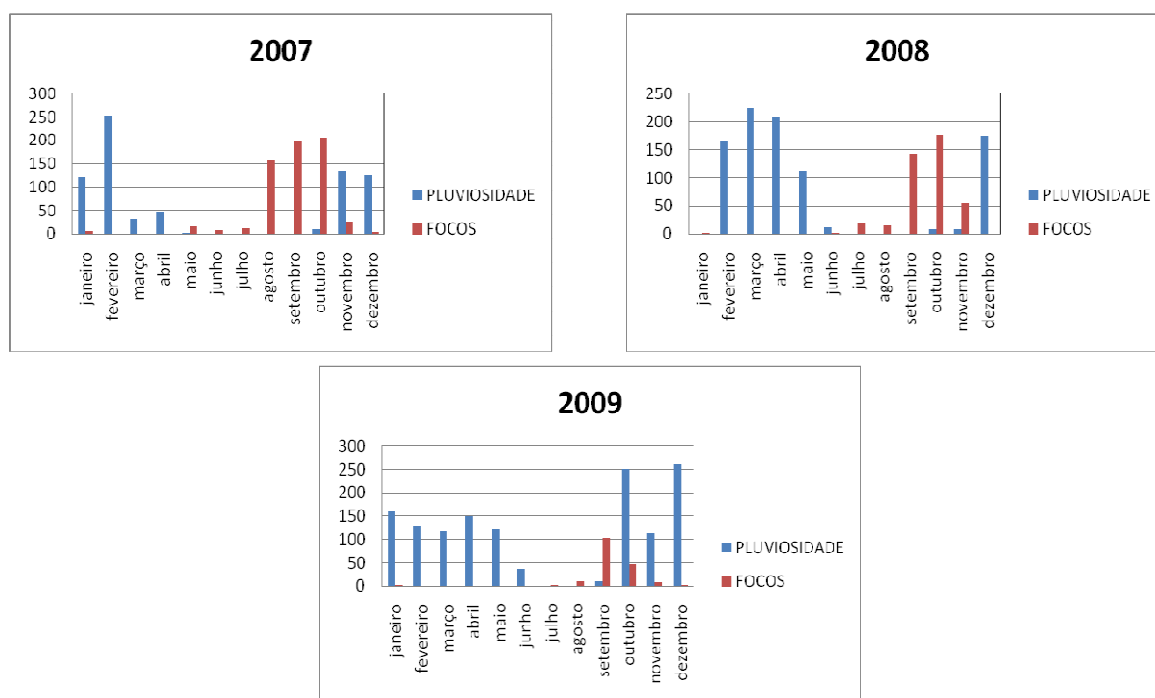 2007
300
250
200
150
100
50
0
janeiro
fevereiro
março
abril
maio
junho
julho
agosto
setembro
outubro
novembro
dezembro
PLUVIOSIDADE
FOCOS
2008
250
200
150
100
50
0
janeiro
fevereiro
março
abril
maio
junho
julho
agosto
setembro
outubro
novembro
dezembro
PLUVIOSIDADE
FOCOS
2009
300
250
200
150
100
50
0
janeiro
fevereiro
março
abril
maio
junho
julho
agosto
setembro
outubro
novembro
dezembro
PLUVIOSIDADE
FOCOS